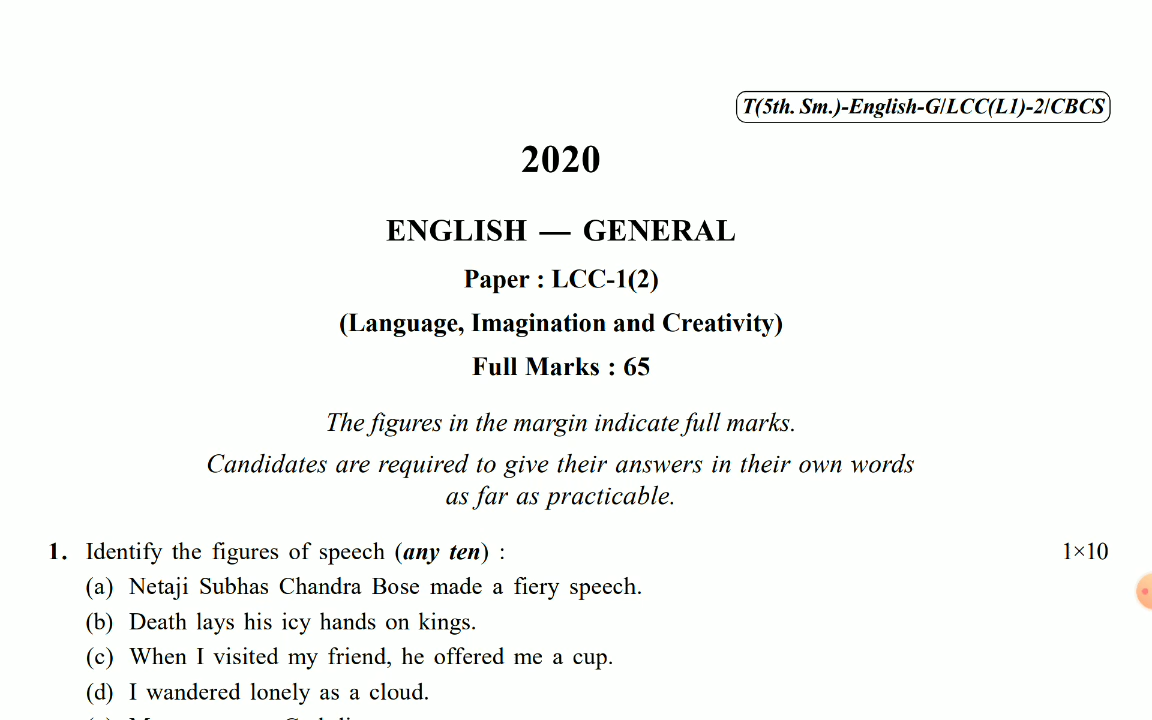 T(5th. Sm.)-English-G/LCC(L1)-2/CBCS
2020
ENGLISH — GENERAL
Paper : LCC-1(2)
(Language, Imagination and Creativity)
Full Marks : 65
The figures in the margin indicate full marks.
Candidates are required to give their answers in their own words
as far as practicable.
1. Identify the figures of speech (any ten) : 1×10
(a) Netaji Subhas Chandra Bose made a fiery speech.
(b) Death lays his icy hands on kings.
(c) When I visited my friend, he offered me a cup.
(d) I wandered lonely as a cloud.